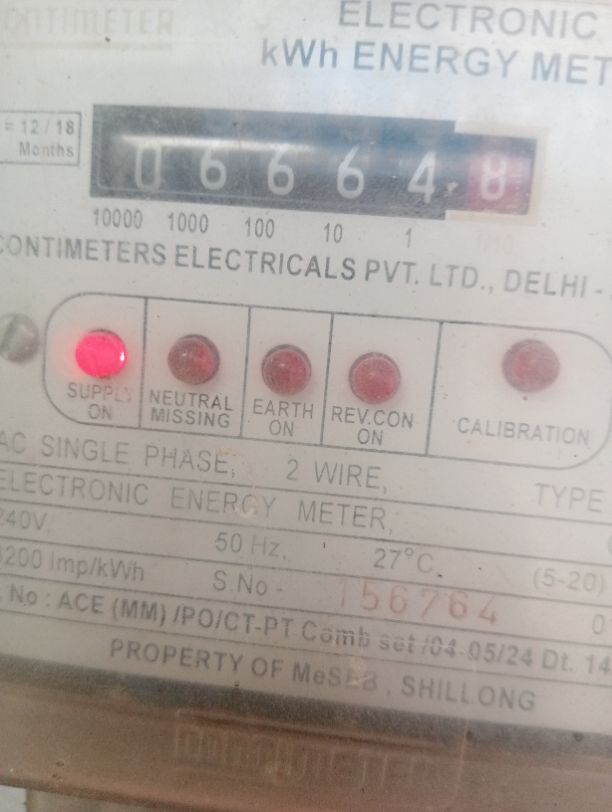 ELECTRONIC
kWh ENERGY MET
= 12 / 18
Months
0 6 6 6 4 . 8
10000 1000 100 10 1 1/10
CONTIMETERS ELECTRICALS PVT. LTD., DELHI -
SUPPLY ON
NEUTRAL MISSING
EARTH ON
REV.CON ON
CALIBRATION
AC SINGLE PHASE, 2 WIRE, TYPE
ELECTRONIC ENERGY METER,
240V, 50 Hz, 27°C, (5-20)
3200 Imp/kWh S.No - 156764
No : ACE (MM) /PO/CT-PT Comb set /04-05/24 Dt. 14
PROPERTY OF MeSEB , SHILLONG
CONTIMETER